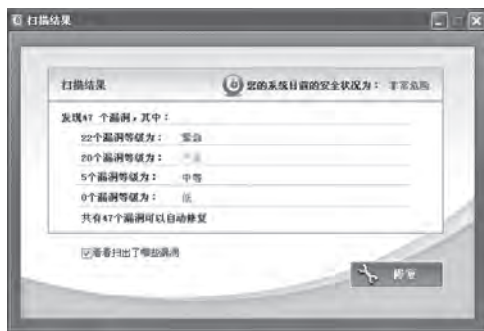 扫描结果
扫描结果 您的系统目前的安全状况为： 非常危险
发现47 个漏洞，其中：
22个漏洞等级为： 紧急
20个漏洞等级为：
5个漏洞等级为： 中等
0个漏洞等级为： 低
共有47个漏洞可以自动修复
看看扫出了哪些漏洞
修复